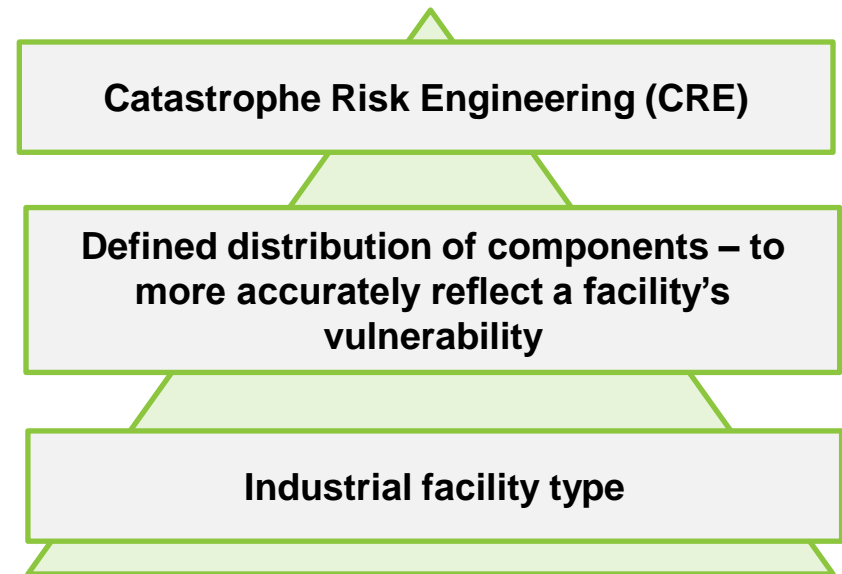 Catastrophe Risk Engineering (CRE)
Defined distribution of components – to
more accurately reflect a facility’s
vulnerability
Industrial facility type